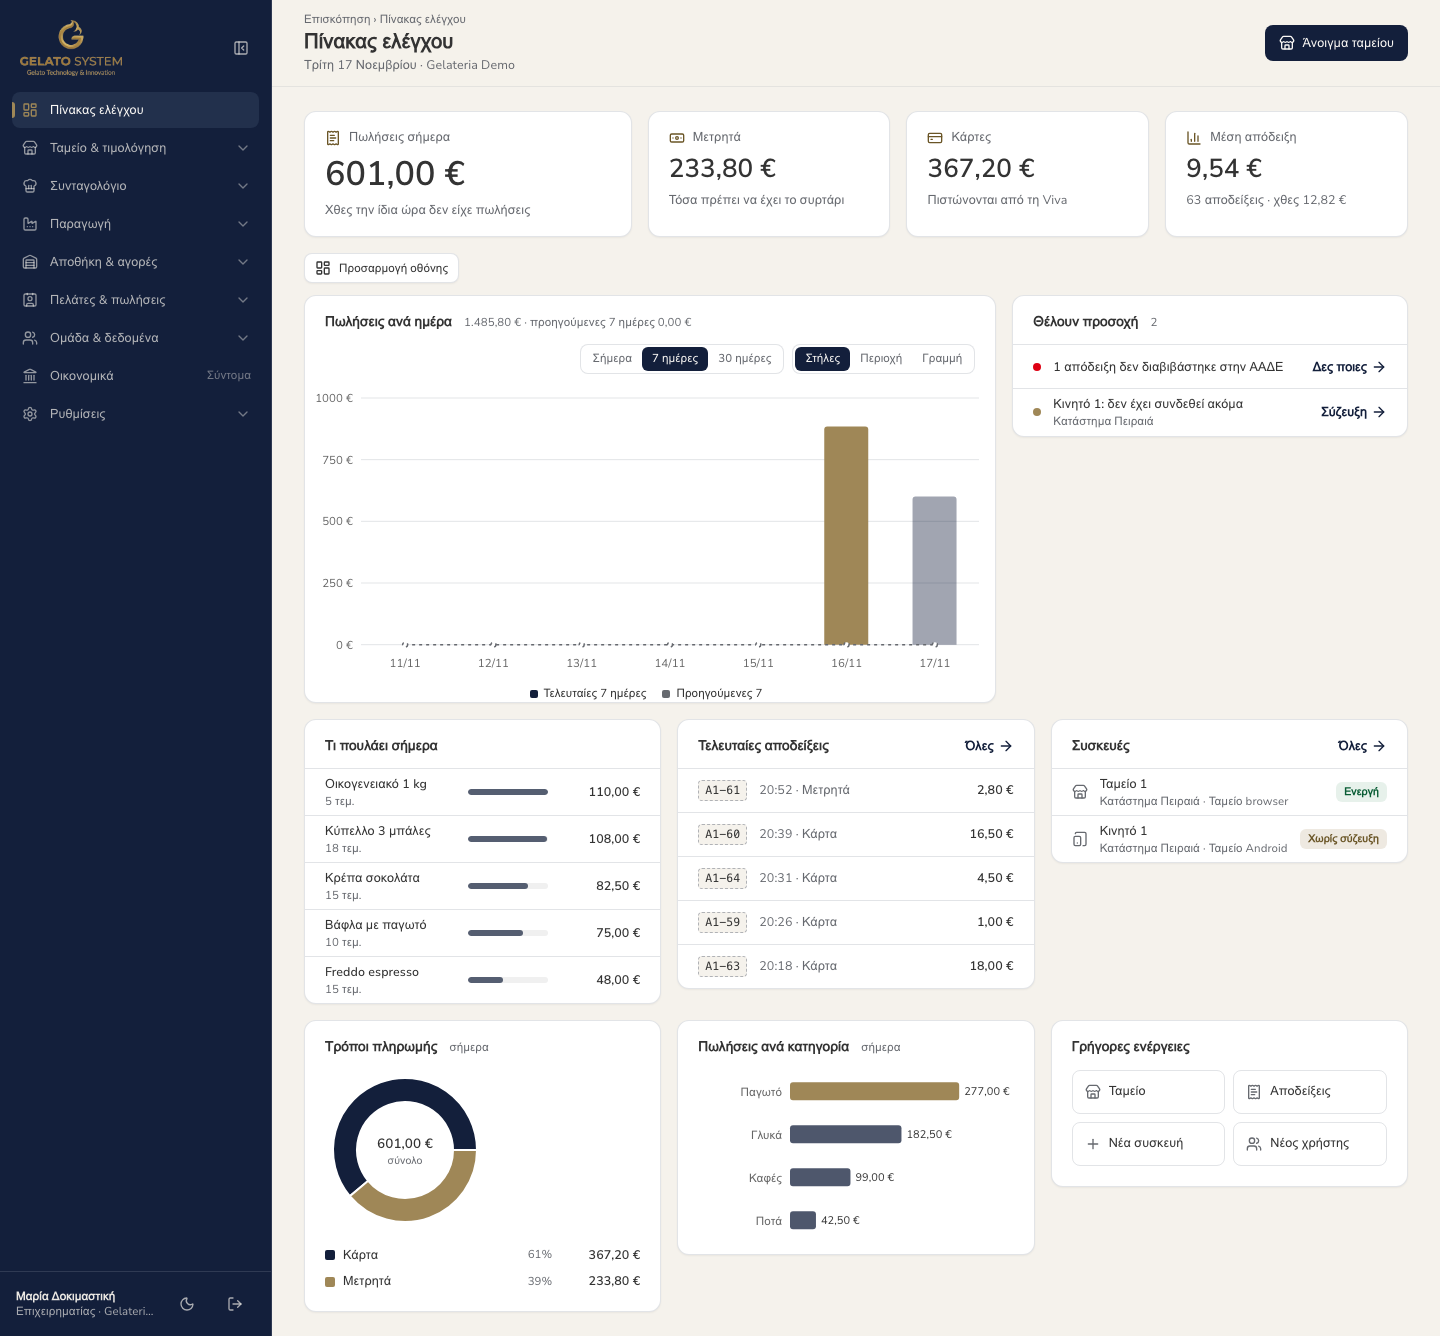 GELATO SYSTEM
Gelato Technology & Innovation
Πίνακας ελέγχου
Ταμείο & τιμολόγηση
Συνταγολόγιο
Παραγωγή
Αποθήκη & αγορές
Πελάτες & πωλήσεις
Ομάδα & δεδομένα
Οικονομικά Σύντομα
Ρυθμίσεις
Μαρία Δοκιμαστική
Επιχειρηματίας · Gelateri...
Επισκόπηση › Πίνακας ελέγχου
Πίνακας ελέγχου
Τρίτη 17 Νοεμβρίου · Gelateria Demo
Άνοιγμα ταμείου
Πωλήσεις σήμερα
601,00 €
Χθες την ίδια ώρα δεν είχε πωλήσεις
Μετρητά
233,80 €
Τόσα πρέπει να έχει το συρτάρι
Κάρτες
367,20 €
Πιστώνονται από τη Viva
Μέση απόδειξη
9,54 €
63 αποδείξεις · χθες 12,82 €
Προσαρμογή οθόνης
Πωλήσεις ανά ημέρα 1.485,80 € · προηγούμενες 7 ημέρες 0,00 €
Σήμερα 7 ημέρες 30 ημέρες Στήλες Περιοχή Γραμμή
1000 €
750 €
500 €
250 €
0 €
11/11 12/11 13/11 14/11 15/11 16/11 17/11
Τελευταίες 7 ημέρες Προηγούμενες 7
Θέλουν προσοχή 2
1 απόδειξη δεν διαβιβάστηκε στην ΑΑΔΕ Δες ποιες
Κινητό 1: δεν έχει συνδεθεί ακόμα
Κατάστημα Πειραιά
Σύζευξη
Τι πουλάει σήμερα
Οικογενειακό 1 kg
5 τεμ.
110,00 €
Κύπελλο 3 μπάλες
18 τεμ.
108,00 €
Κρέπα σοκολάτα
15 τεμ.
82,50 €
Βάφλα με παγωτό
10 τεμ.
75,00 €
Freddo espresso
15 τεμ.
48,00 €
Τελευταίες αποδείξεις Όλες
A1-61 20:52 · Μετρητά 2,80 €
A1-60 20:39 · Κάρτα 16,50 €
A1-64 20:31 · Κάρτα 4,50 €
A1-59 20:26 · Κάρτα 1,00 €
A1-63 20:18 · Κάρτα 18,00 €
Συσκευές Όλες
Ταμείο 1
Κατάστημα Πειραιά · Ταμείο browser
Ενεργή
Κινητό 1
Κατάστημα Πειραιά · Ταμείο Android
Χωρίς σύζευξη
Τρόποι πληρωμής σήμερα
601,00 €
σύνολο
Κάρτα 61% 367,20 €
Μετρητά 39% 233,80 €
Πωλήσεις ανά κατηγορία σήμερα
Παγωτό 277,00 €
Γλυκά 182,50 €
Καφές 99,00 €
Ποτά 42,50 €
Γρήγορες ενέργειες
Ταμείο Αποδείξεις
Νέα συσκευή Νέος χρήστης